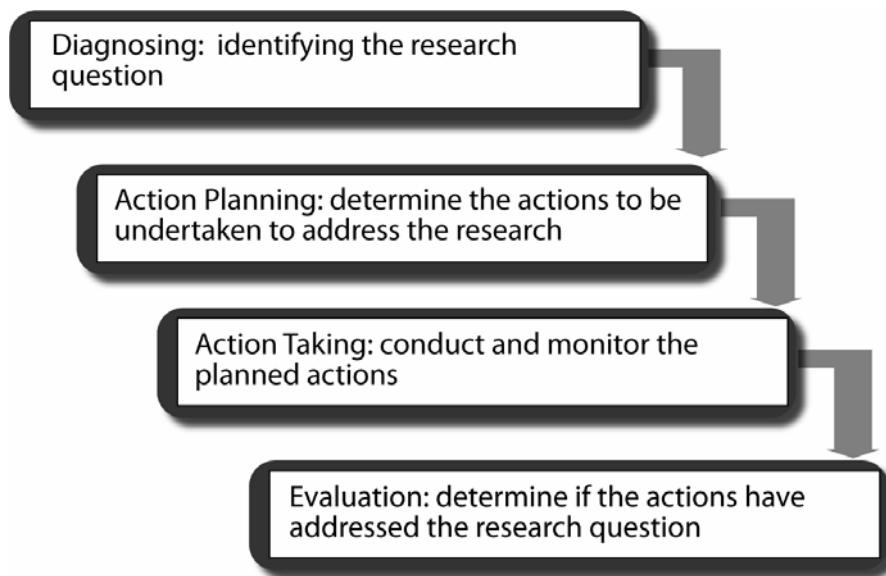 Diagnosing: identifying the research
question
Action Planning: determine the actions to be
undertaken to address the research
Action Taking: conduct and monitor the
planned actions
Evaluation: determine if the actions have
addressed the research question